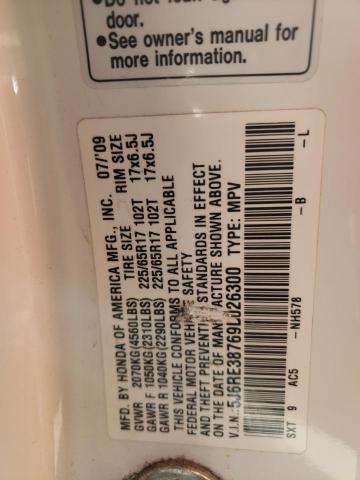 ●Do not
door.
●See owner's manual for
more information.
MFD. BY HONDA OF AMERICA MFG., INC. 07/'09
TIRE SIZE RIM SIZE
GVWR 2070KG(4560LBS)
GAWR F 1050KG(2310LBS) 225/65R17 102T 17x6.5J
GAWR R 1040KG(2290LBS) 225/65R17 102T 17x6.5J
THIS VEHICLE CONFORMS TO ALL APPLICABLE
FEDERAL MOTOR VEHICLE SAFETY
AND THEFT PREVENTION STANDARDS IN EFFECT
ON THE DATE OF MANUFACTURE SHOWN ABOVE.
V.I.N.: TYPE: MPV
SXT 9 AC5 -NH578 -B -L